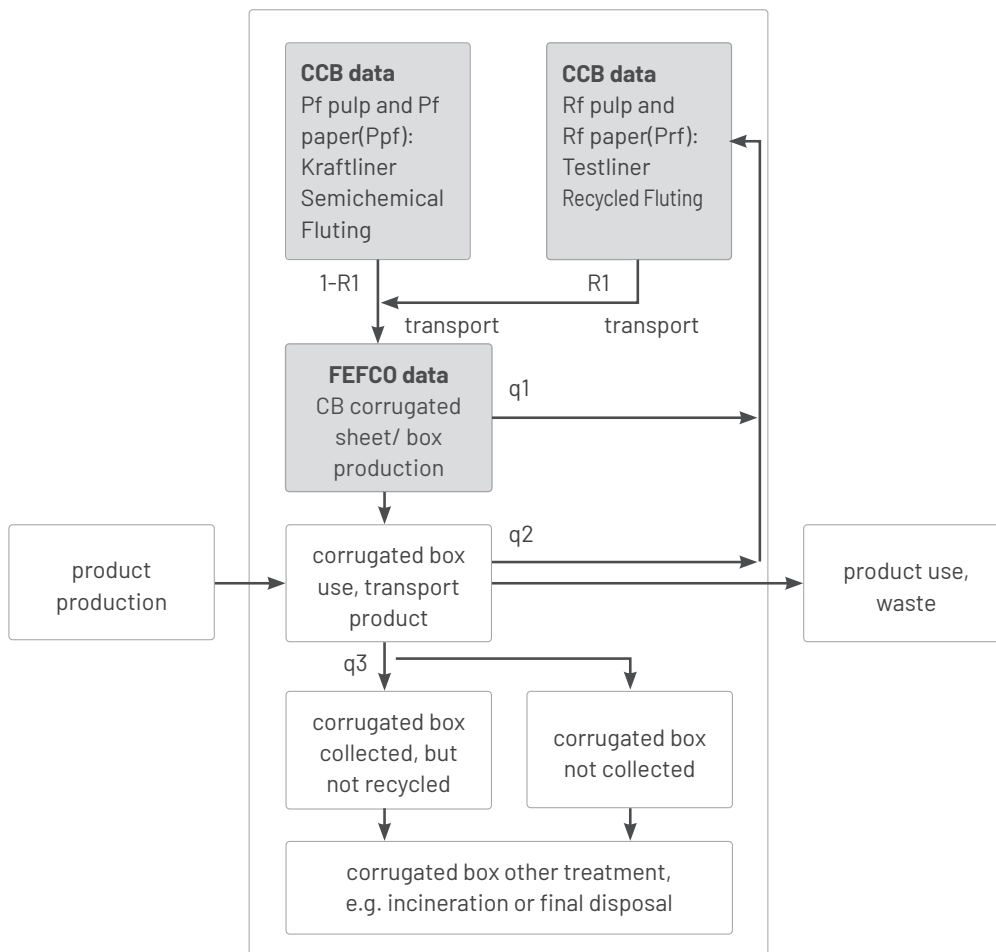 CCB data
Pf pulp and Pf
paper(Ppf):
Kraftliner
Semichemical
Fluting
CCB data
Rf pulp and
Rf paper(Prf):
Testliner
Recycled Fluting
1-R1
R1
transport
transport
FEFCO data
CB corrugated
sheet/ box
production
q1
product
production
corrugated box
use, transport
product
q2
product use,
waste
q3
corrugated box
collected, but
not recycled
corrugated box
not collected
corrugated box other treatment,
e.g. incineration or final disposal